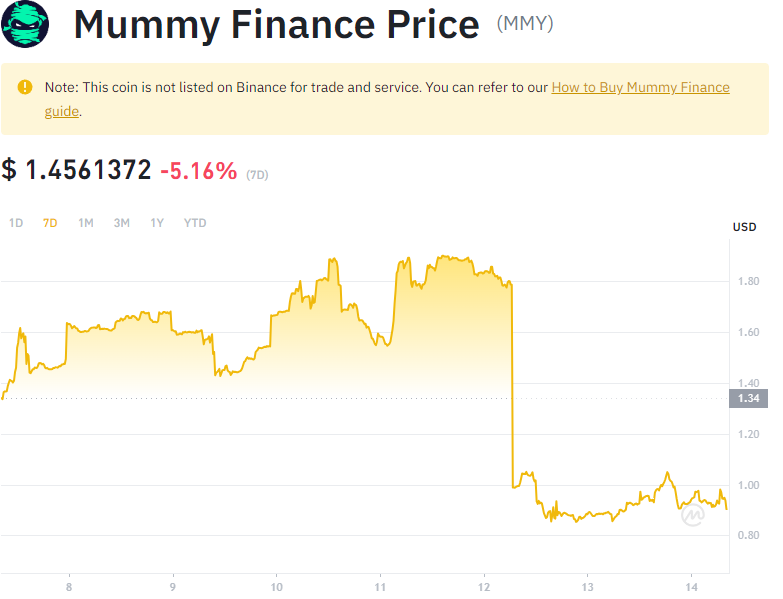 Mummy Finance Price (MMY)
Note: This coin is not listed on Binance for trade and service. You can refer to our How to Buy Mummy Finance
guide.
$ 1.4561372 -5.16% (7D)
1D 7D 1M 3M 1Y YTD
USD
1.80
1.60
1.40
1.34
1.20
1.00
0.80
8 9 10 11 12 13 14